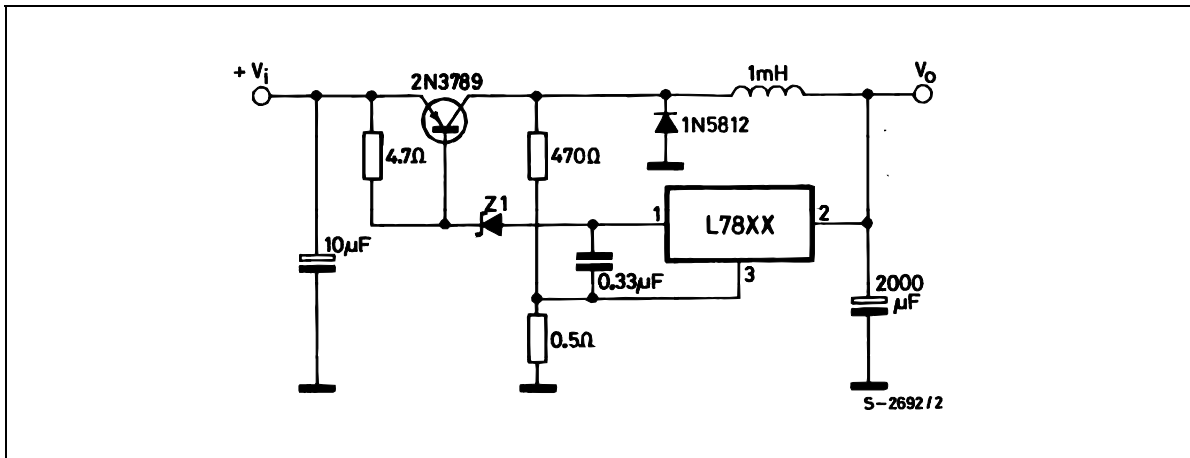 + Vi
2N3789
1mH
Vo
4.7Ω
470Ω
1N5812
Z1
1
L78XX
2
10µF
0.33µF
3
2000
µF
0.5Ω
S-2692/2